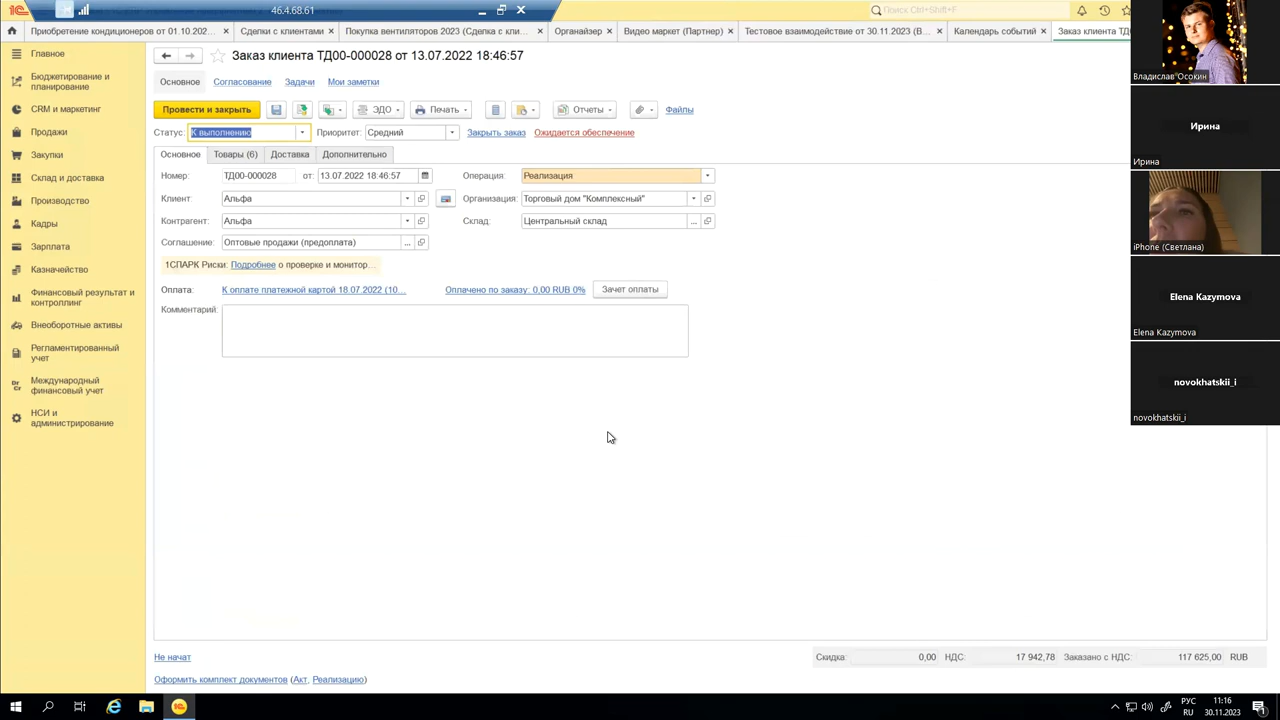 46.4.68.61
Поиск Ctrl+Shift+F
Приобретение кондиционеров от 01.10.202...
Сделки с клиентами
Покупка вентиляторов 2023 (Сделка с кли...
Органайзер
Видео маркет (Партнер)
Тестовое взаимодействие от 30.11.2023 (В...
Календарь событий
Заказ клиента ТД0
Главное
Бюджетирование и
планирование
CRM и маркетинг
Продажи
Закупки
Склад и доставка
Производство
Кадры
Зарплата
Казначейство
Финансовый результат и
контроллинг
Внеоборотные активы
Регламентированный
учет
Международный
финансовый учет
НСИ и
администрирование
Заказ клиента ТД00-000028 от 13.07.2022 18:46:57
Основное Согласование Задачи Мои заметки
Провести и закрыть ЭДО Печать Отчеты Файлы
Статус: К выполнению Приоритет: Средний Закрыть заказ Ожидается обеспечение
Основное Товары (6) Доставка Дополнительно
Номер: ТД00-000028 от: 13.07.2022 18:46:57 Операция: Реализация
Клиент: Альфа Организация: Торговый дом "Комплексный"
Контрагент: Альфа Склад: Центральный склад
Соглашение: Оптовые продажи (предоплата)
1СПАРК Риски: Подробнее о проверке и монитор...
Оплата: К оплате платежной картой 18.07.2022 (10... Оплачено по заказу: 0,00 RUB 0% Зачет оплаты
Комментарий:
Не начат
Скидка: 0,00 НДС: 17 942,78 Заказано с НДС: 117 625,00 RUB
Оформить комплект документов (Акт, Реализацию)
Владислав Осокин
Ирина
Ирина
iPhone (Светлана)
Elena Kazymova
Elena Kazymova
novokhatskii_i
novokhatskii_i
РУС
RU
11:16
30.11.2023